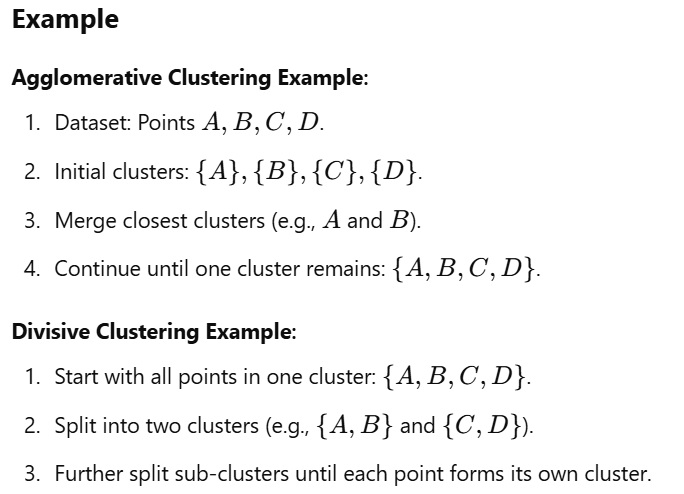 Example
Agglomerative Clustering Example:
1. Dataset: Points A, B, C, D.
2. Initial clusters: {A}, {B}, {C}, {D}.
3. Merge closest clusters (e.g., A and B).
4. Continue until one cluster remains: {A, B, C, D}.
Divisive Clustering Example:
1. Start with all points in one cluster: {A, B, C, D}.
2. Split into two clusters (e.g., {A, B} and {C, D}).
3. Further split sub-clusters until each point forms its own cluster.